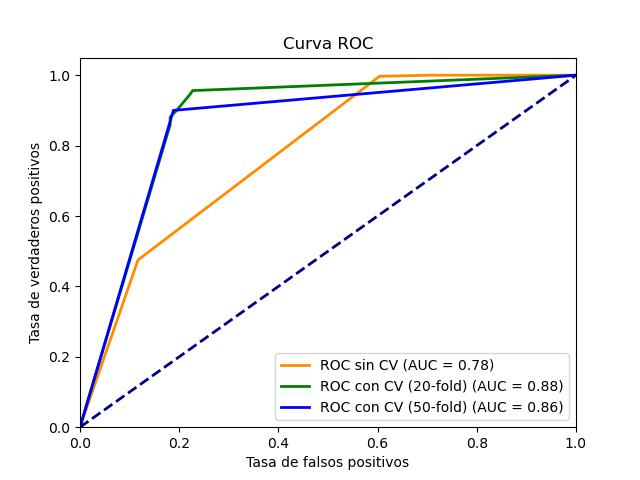 Curva ROC
Tasa de verdaderos positivos
1.0
0.8
0.6
0.4
0.2
0.0
ROC sin CV (AUC = 0.78)
ROC con CV (20-fold) (AUC = 0.88)
ROC con CV (50-fold) (AUC = 0.86)
0.0 0.2 0.4 0.6 0.8 1.0
Tasa de falsos positivos